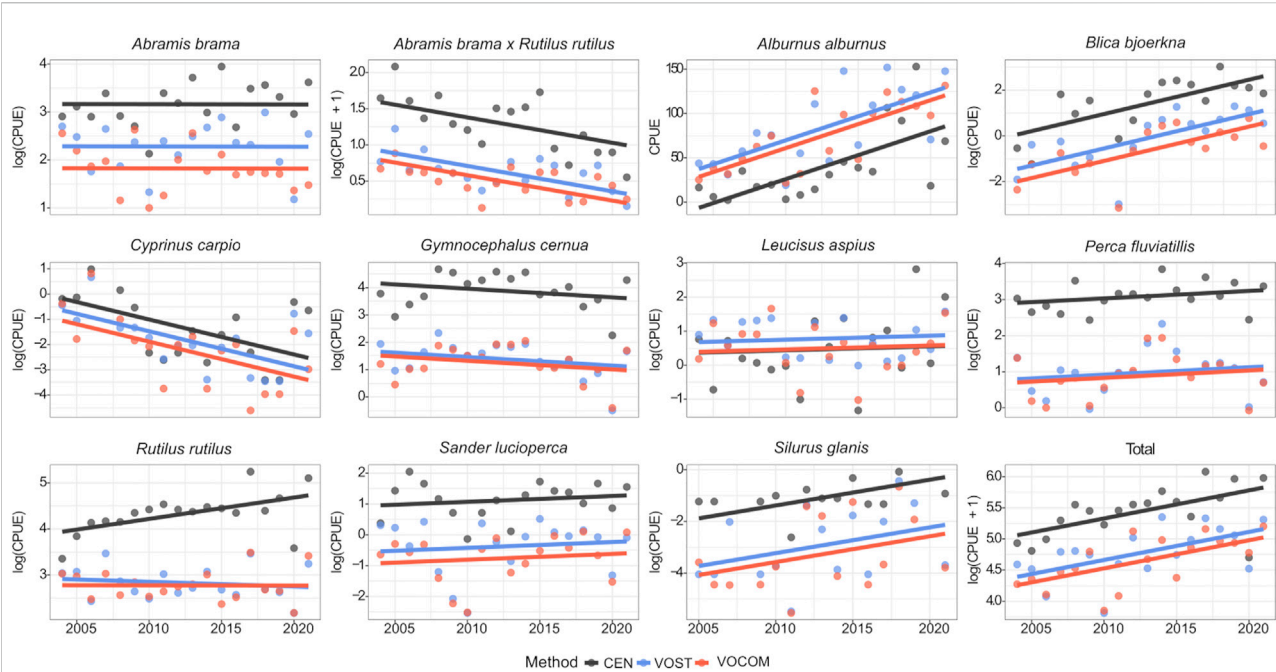 Abramis brama
Abramis brama x Rutilus rutilus
Alburnus alburnus
Blica bjoerkna
log(CPUE)
4
3
2
1
log(CPUE + 1)
2.0
1.5
1.0
0.5
CPUE
150
100
50
0
log(CPUE)
0
−2
Cyprinus carpio
Gymnocephalus cernua
Leucisus aspius
Perca fluviatillis
log(CPUE)
1
0
−1
−2
−3
−4
log(CPUE)
4
3
2
1
0
log(CPUE)
3
2
1
0
−1
log(CPUE)
4
3
2
1
0
Rutilus rutilus
Sander lucioperca
Silurus glanis
Total
log(CPUE)
5
4
3
log(CPUE)
2
1
0
−1
−2
log(CPUE)
0
−2
−4
log(CPUE + 1)
6.0
5.5
5.0
4.5
4.0
2005 2010 2015 2020
2005 2010 2015 2020
2005 2010 2015 2020
2005 2010 2015 2020
Method CEN VOST VOCOM